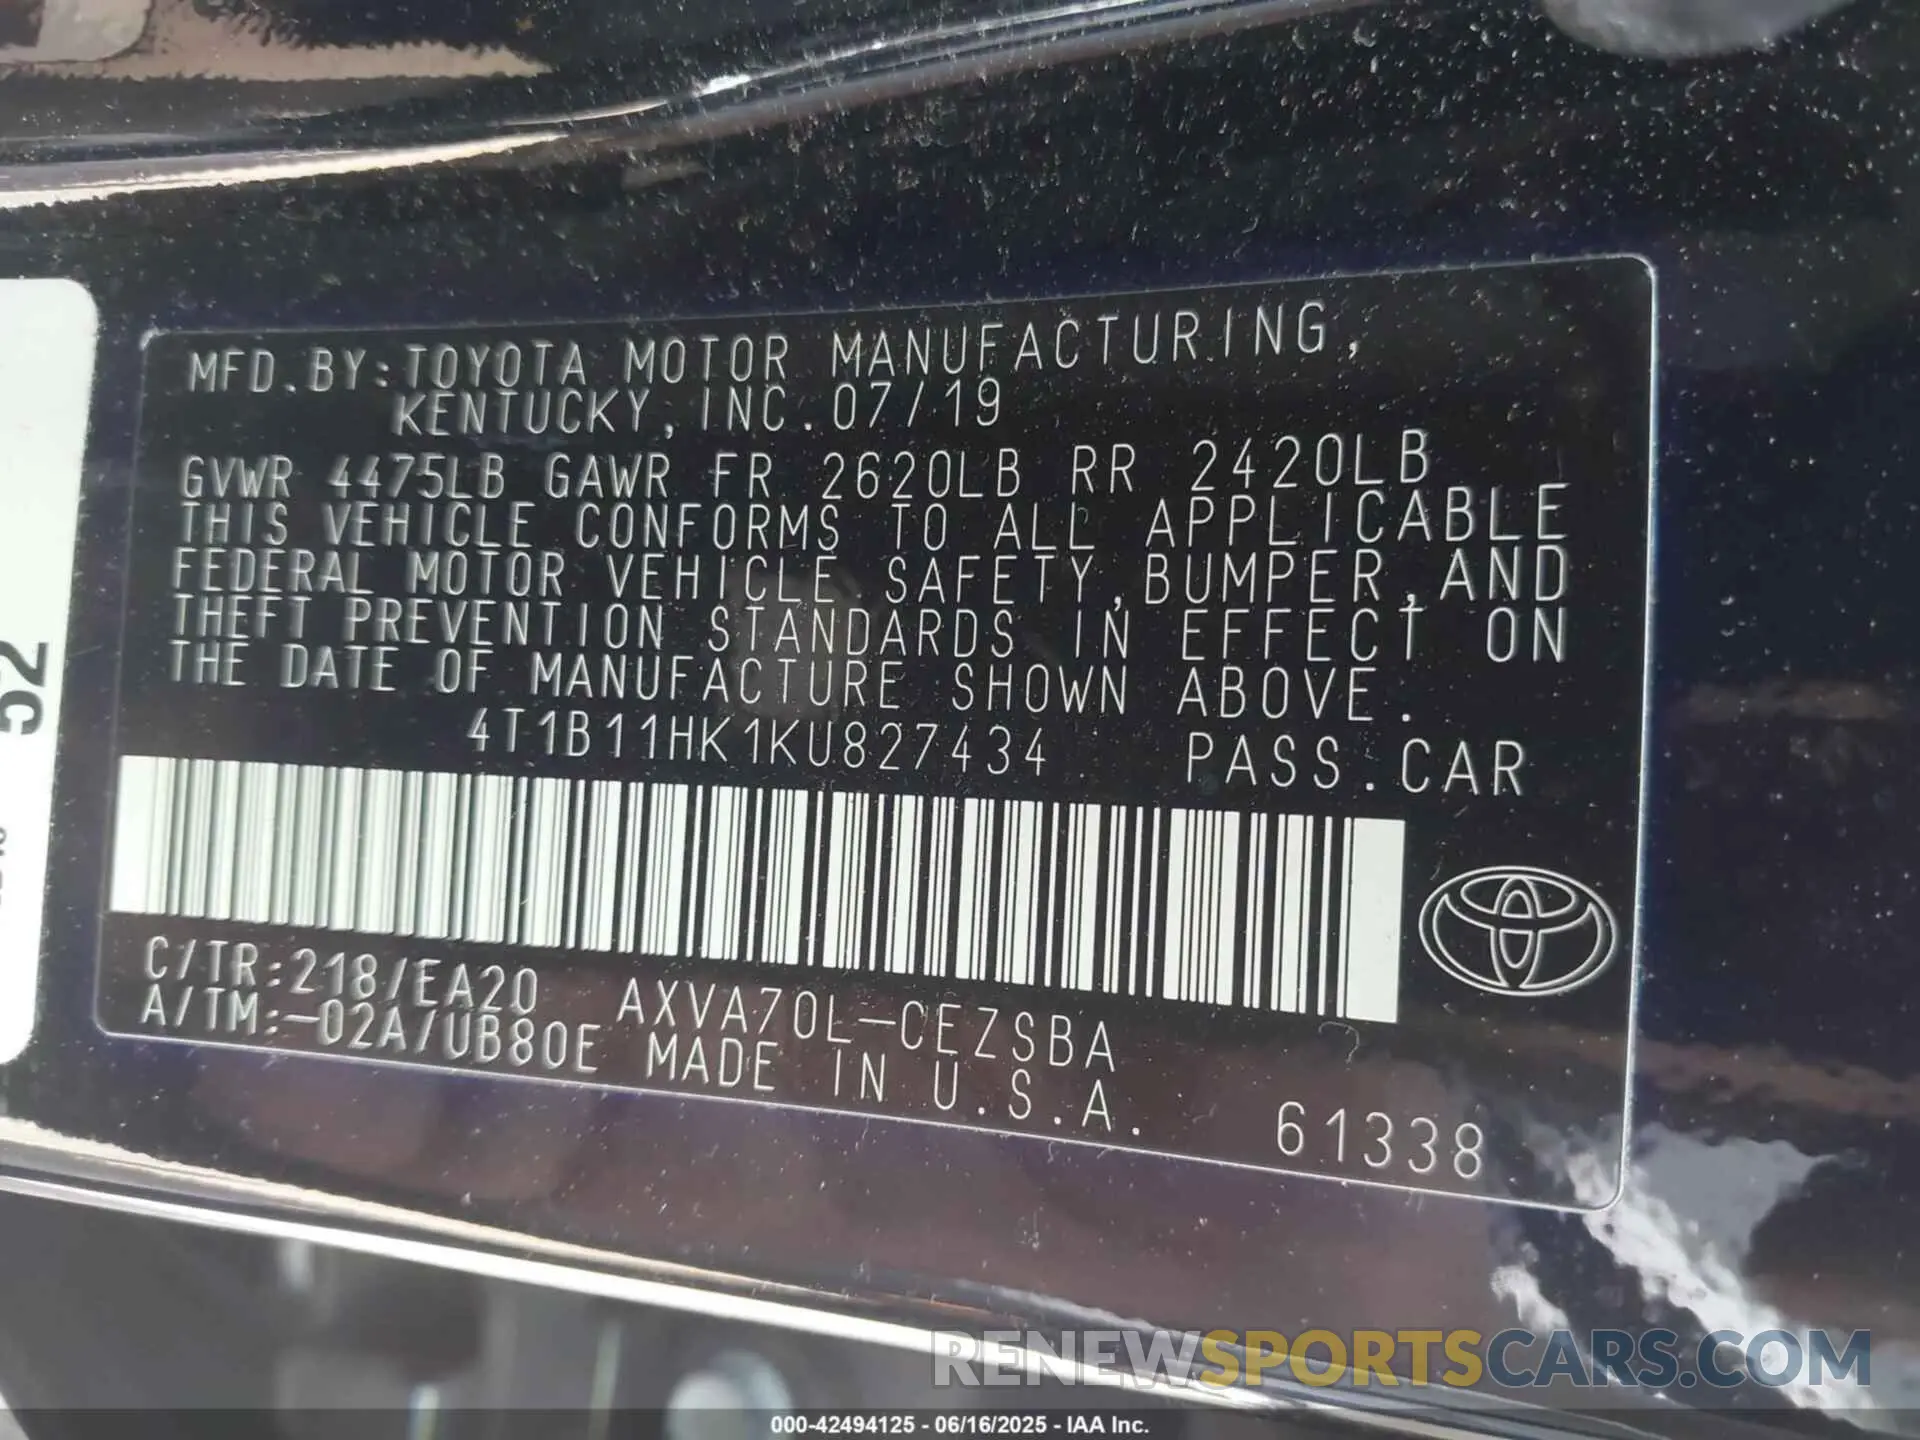 MFD.BY:TOYOTA MOTOR MANUFACTURING,
KENTUCKY, INC. 07/19
GVWR 4475LB GAWR FR 2620LB RR 2420LB
THIS VEHICLE CONFORMS TO ALL APPLICABLE
FEDERAL MOTOR VEHICLE SAFETY, BUMPER, AND
THEFT PREVENTION STANDARDS IN EFFECT ON
THE DATE OF MANUFACTURE SHOWN ABOVE.
4T1B11HK1KU827434 PASS.CAR
C/TR:218/EA20 AXVA70L-CEZSBA
A/TM:-02A/UB80E MADE IN U.S.A.
61338
52
RENEWSPORTSCARS.COM
000-42494125 - 06/16/2025 - IAA Inc.